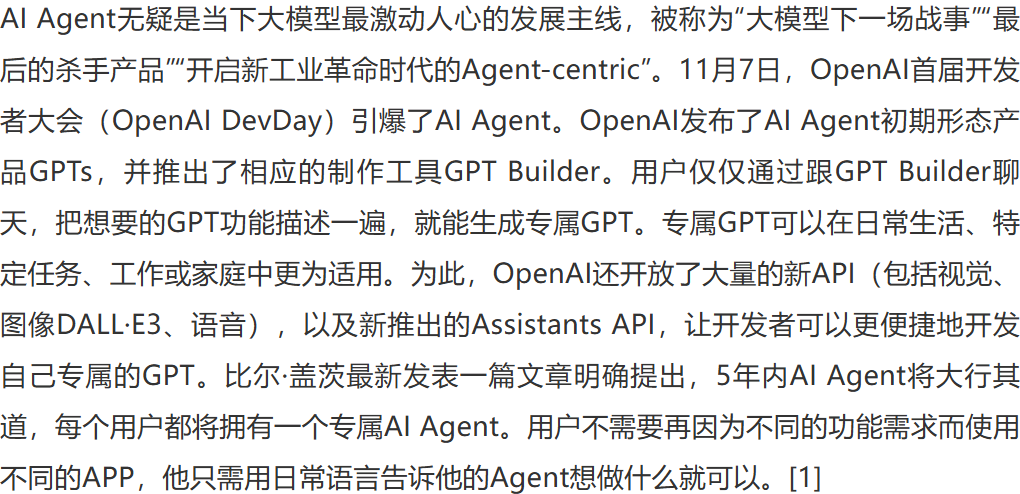 AI Agent无疑是当下大模型最激动人心的发展主线，被称为“大模型下一场战事”“最
后的杀手产品”“开启新工业革命时代的Agent-centric”。11月7日，OpenAI首届开发
者大会（OpenAI DevDay）引爆了AI Agent。OpenAI发布了AI Agent初期形态产
品GPTs，并推出了相应的制作工具GPT Builder。用户仅仅通过跟GPT Builder聊
天，把想要的GPT功能描述一遍，就能生成专属GPT。专属GPT可以在日常生活、特
定任务、工作或家庭中更为适用。为此，OpenAI还开放了大量的新API（包括视觉、
图像DALL·E3、语音），以及新推出的Assistants API，让开发者可以更便捷地开发
自己专属的GPT。比尔·盖茨最新发表一篇文章明确提出，5年内AI Agent将大行其
道，每个用户都将拥有一个专属AI Agent。用户不需要再因为不同的功能需求而使用
不同的APP，他只需用日常语言告诉他的Agent想做什么就可以。[1]